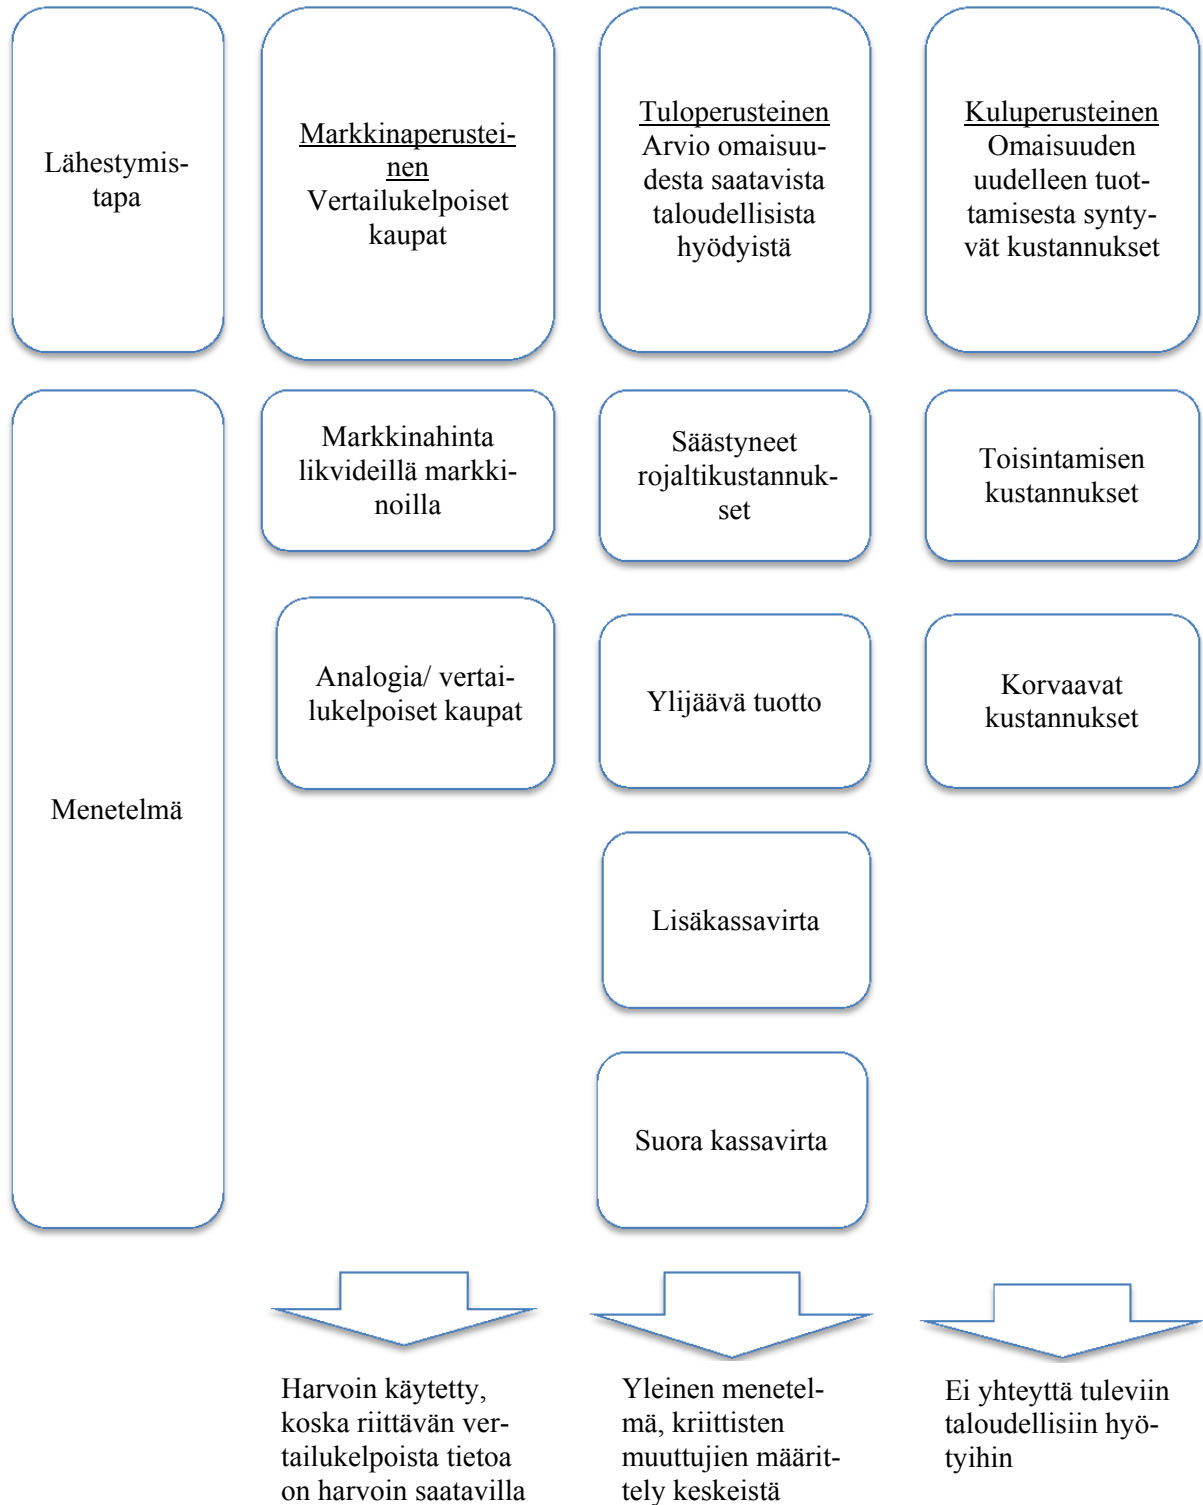 Lähestymis-
tapa
Markkinaperustei-
nen
Vertailukelpoiset
kaupat
Tuloperusteinen
Arvio omaisuu-
desta saatavista
taloudellisista
hyödyistä
Kuluperusteinen
Omaisuuden
uudelleen tuot-
tamisesta synty-
vät kustannukset
Menetelmä
Markkinahinta
likvideillä markki-
noilla
Säästyneet
rojaltikustannuk-
set
Toisintamisen
kustannukset
Analogia/ vertai-
lukelpoiset kaupat
Ylijäävä tuotto
Korvaavat
kustannukset
Lisäkassavirta
Suora kassavirta
Harvoin käytetty,
koska riittävän ver-
tailukelpoista tietoa
on harvoin saatavilla
Yleinen menetel-
mä, kriittisten
muuttujien määrit-
tely keskeistä
Ei yhteyttä tuleviin
taloudellisiin hyö-
tyihin